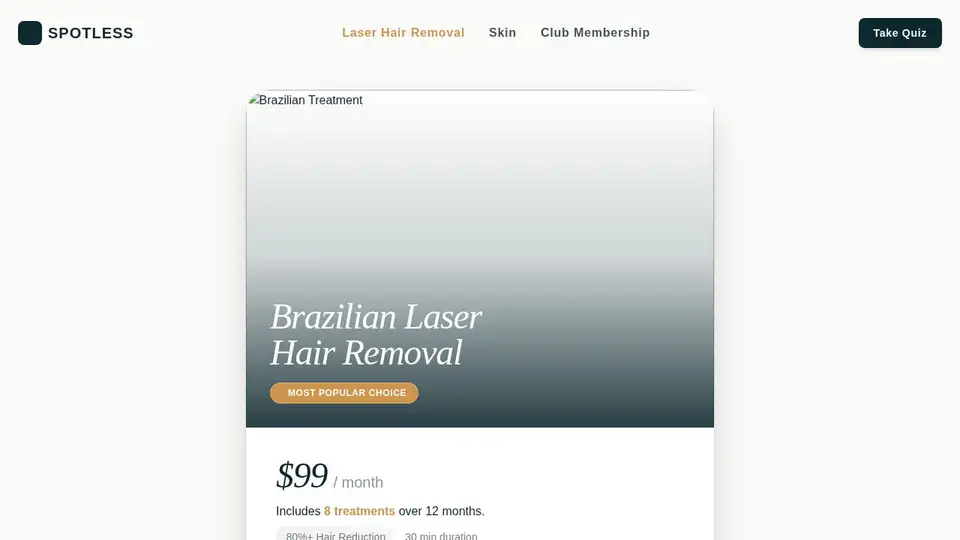 SPOTLESS
Laser Hair Removal
Skin
Club Membership
Take Quiz
Brazilian Treatment
Brazilian Laser
Hair Removal
MOST POPULAR CHOICE
$99 / month
Includes 8 treatments over 12 months.
80%+ Hair Reduction
30 min duration